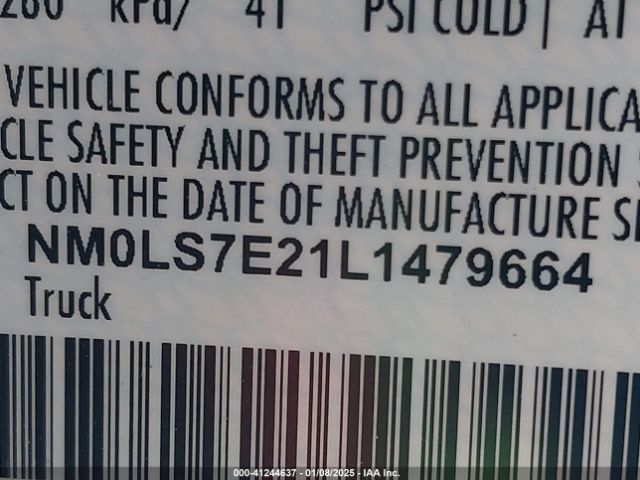 280 kPa/ 41 PSI COLD | AT
VEHICLE CONFORMS TO ALL APPLICA
CLE SAFETY AND THEFT PREVENTION
CT ON THE DATE OF MANUFACTURE
NM0LS7E21L1479664
Truck
000-41244637 - 01/08/2025 - IAA Inc.